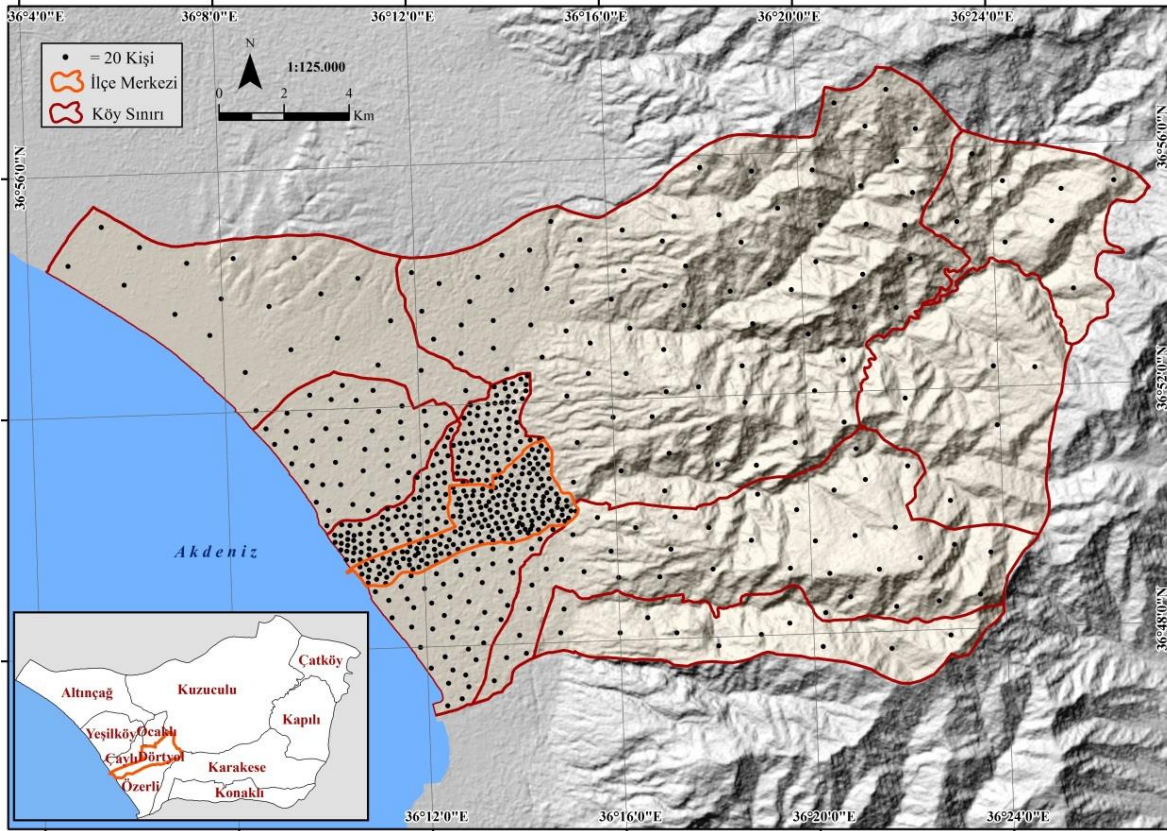 36°4'0"E
36°8'0"E
36°12'0"E
36°16'0"E
36°20'0"E
36°24'0"E
= 20 Kişi
İlçe Merkezi
Köy Sınırı
N
1:125.000
0 2 4
Km
36°56'0"N
36°56'0"N
36°52'0"N
36°48'0"N
Akdeniz
Altınçağ
Kuzuculu
Çatköy
Kapılı
Yeşilköy
Ocaklı
Çaylı
Dörtyol
Özerli
Karakese
Konaklı
36°12'0"E
36°16'0"E
36°20'0"E
36°24'0"E